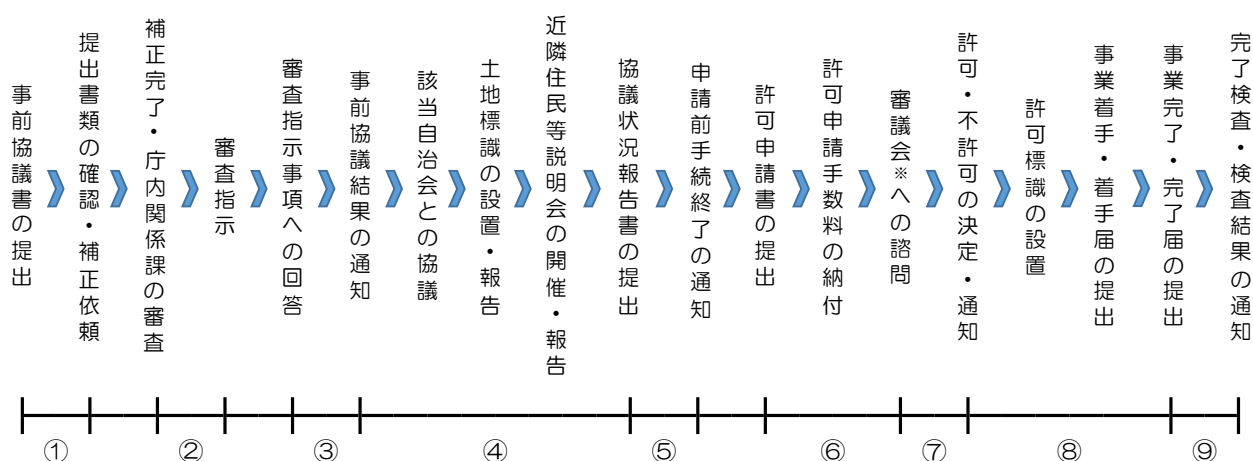 事前協議書の提出
提出書類の確認・補正依頼
補正完了・庁内関係課の審査
審査指示
審査指示事項への回答
事前協議結果の通知
該当自治会との協議
土地標識の設置・報告
近隣住民等説明会の開催・報告
協議状況報告書の提出
申請前手続終了の通知
許可申請書の提出
許可申請手数料の納付
審議会※への諮問
許可・不許可の決定・通知
許可標識の設置
事業着手・着手届の提出
事業完了・完了届の提出
完了検査・検査結果の通知
① ② ③ ④ ⑤ ⑥ ⑦ ⑧ ⑨